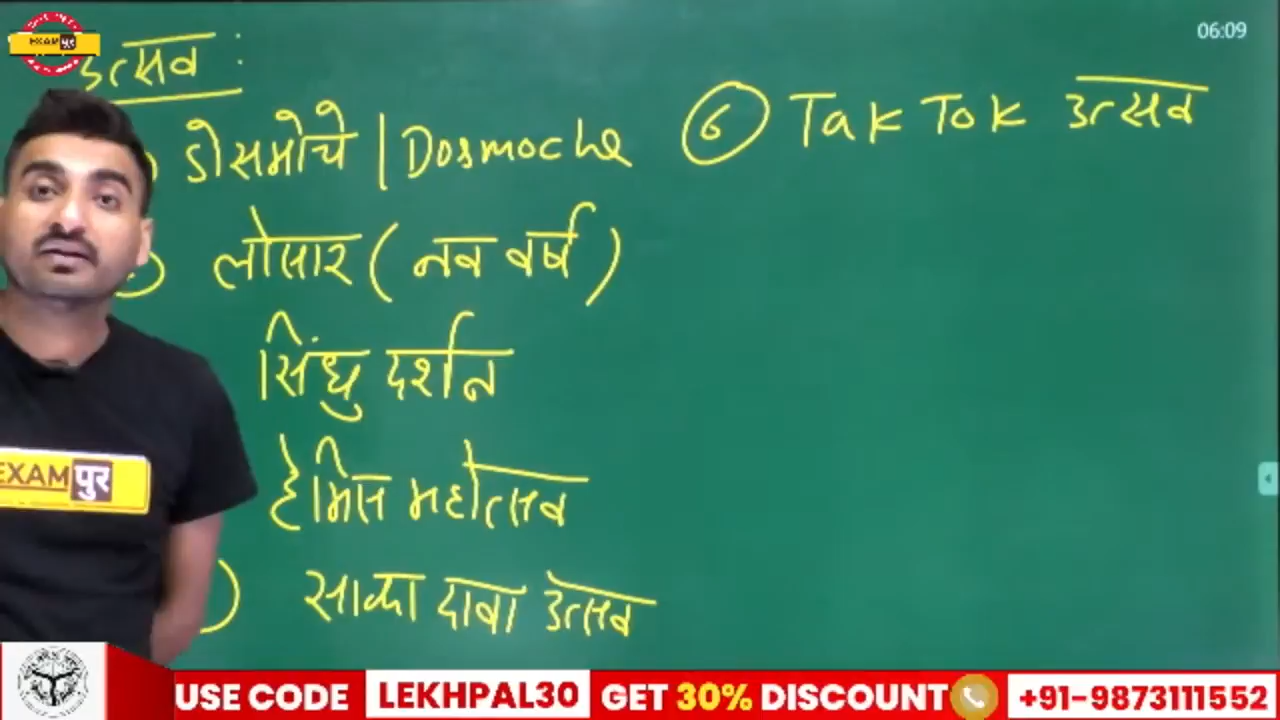 EXAMपुर
06:09
उत्सव :
डोसमोचे | Dosmoche
लोसार ( नव वर्ष )
सिंधु दर्शन
हेमिस महोत्सव
साका दावा उत्सव
6 Tak Tok उत्सव
EXAMपुर
USE CODE LEKHPAL30 GET 30% DISCOUNT +91-9873111552